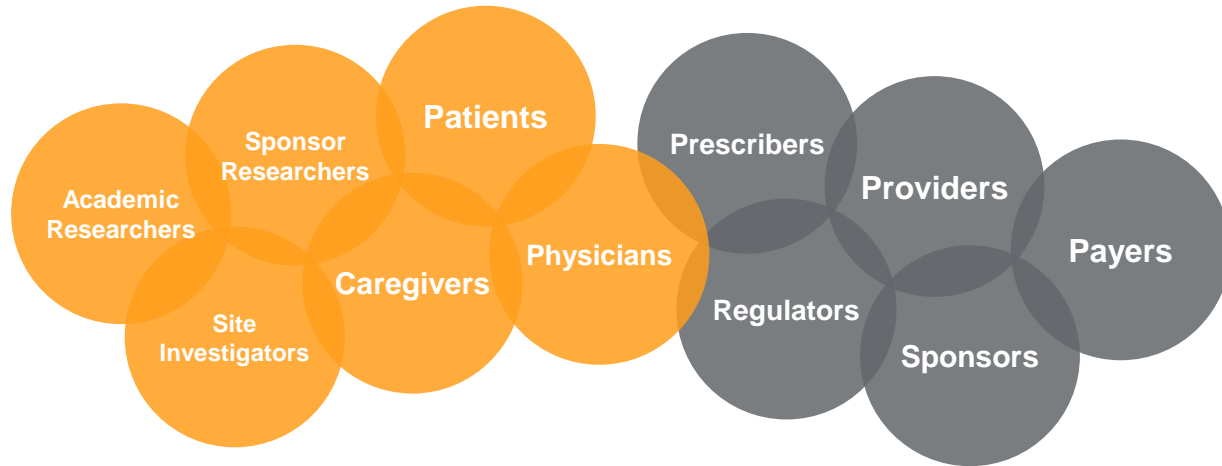 Academic
Researchers
Sponsor
Researchers
Site
Investigators
Patients
Caregivers
Physicians
Prescribers
Regulators
Providers
Sponsors
Payers